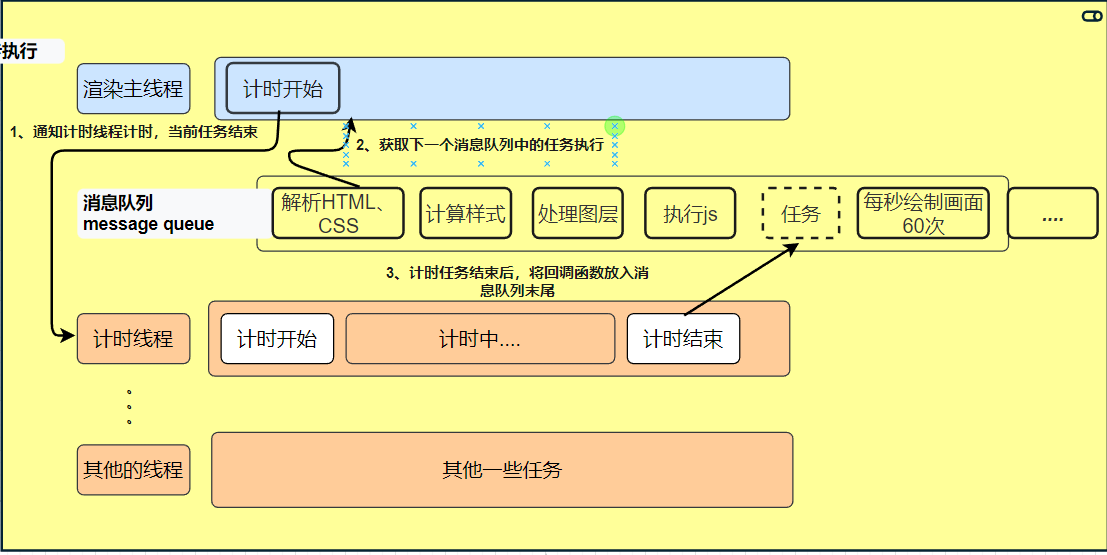 执行
渲染主线程
计时开始
1、通知计时线程计时，当前任务结束
2、获取下一个消息队列中的任务执行
消息队列
message queue
解析HTML、
CSS
计算样式
处理图层
执行js
任务
每秒绘制画面
60次
....
3、计时任务结束后，将回调函数放入消
息队列末尾
计时线程
计时开始
计时中....
计时结束
其他的线程
其他一些任务